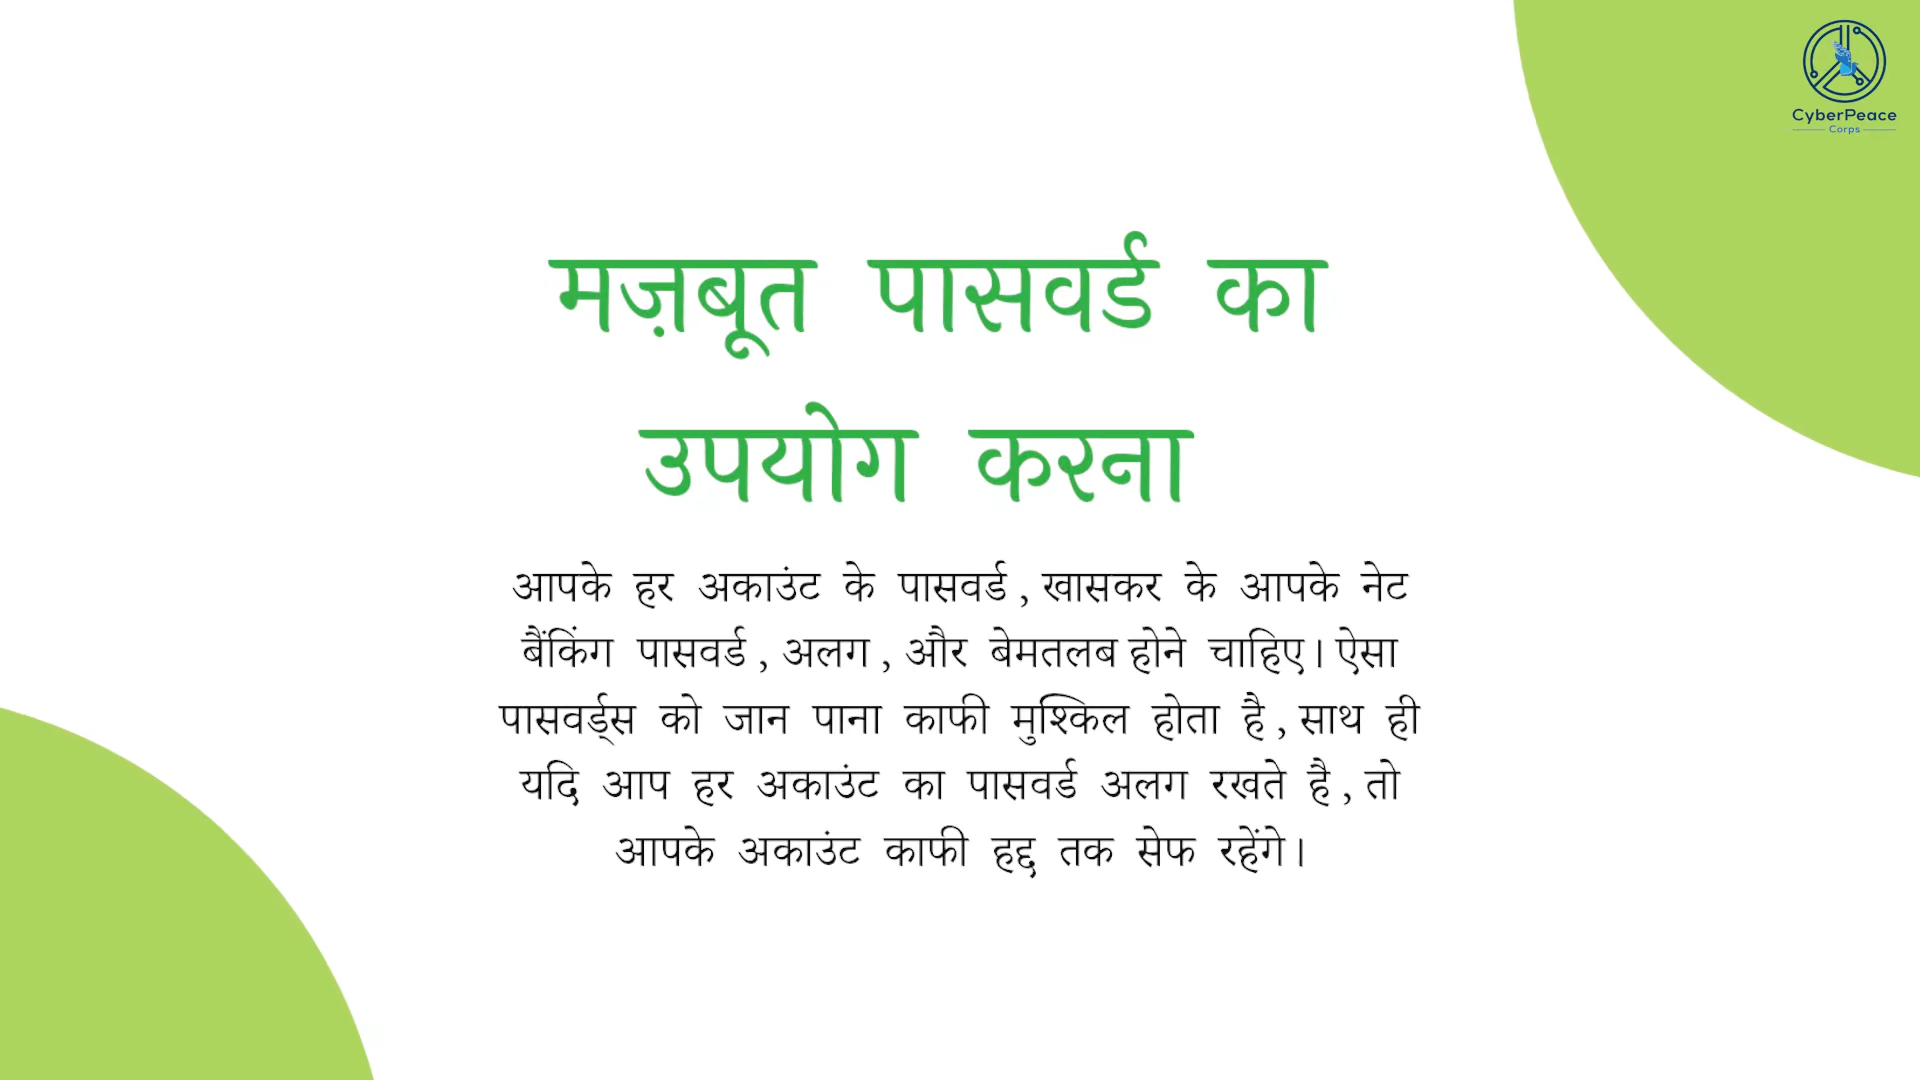 CyberPeace
Corps
मज़बूत पासवर्ड का
उपयोग करना
आपके हर अकाउंट के पासवर्ड , खासकर के आपके नेट
बैंकिंग पासवर्ड , अलग , और बेमतलब होने चाहिए। ऐसा
पासवर्ड्स को जान पाना काफी मुश्किल होता है , साथ ही
यदि आप हर अकाउंट का पासवर्ड अलग रखते है , तो
आपके अकाउंट काफी हद्द तक सेफ रहेंगे।